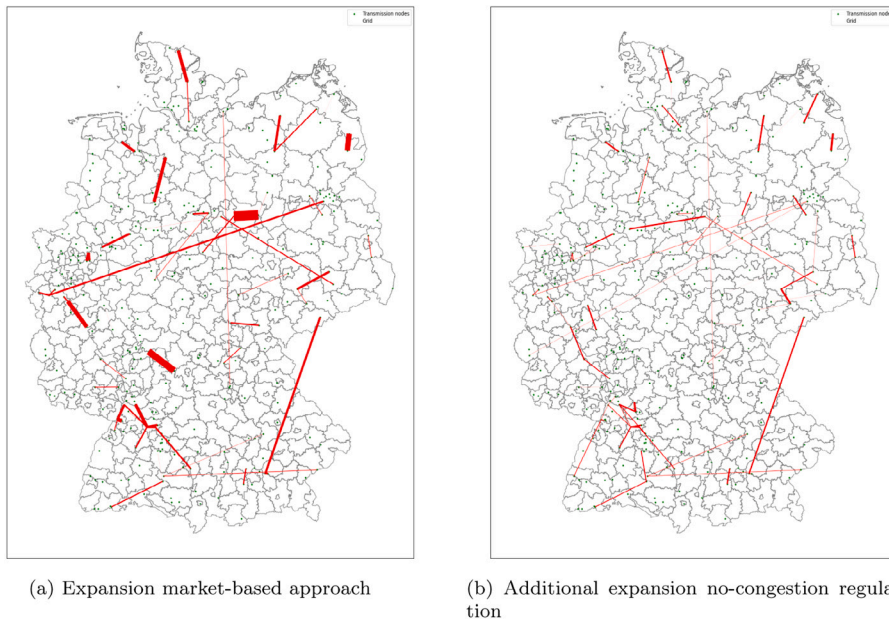 Transmission nodes
Grid
Transmission nodes
Grid
(a) Expansion market-based approach
(b) Additional expansion no-congestion regula-
tion